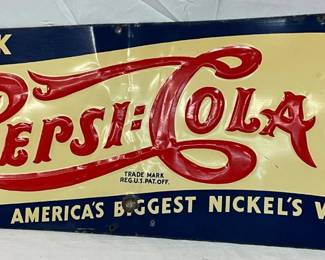 K
PEPSI:COLA
TRADE MARK
REG.U.S.PAT.OFF.
AMERICA'S BIGGEST NICKEL'S W